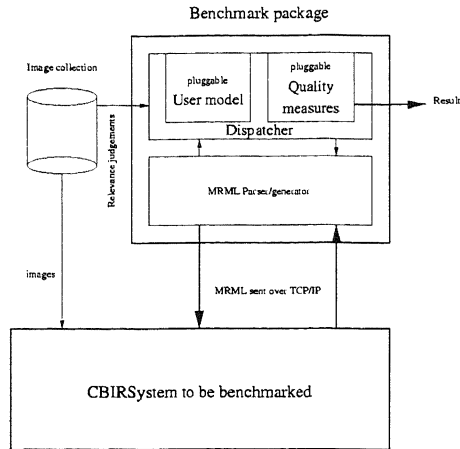 Benchmark package
Image collection
pluggable
User model
pluggable
Quality
measures
Result
Dispatcher
Relevance judgements
MRML Parser/generator
images
MRML sent over TCP/IP
CBIRSystem to be benchmarked